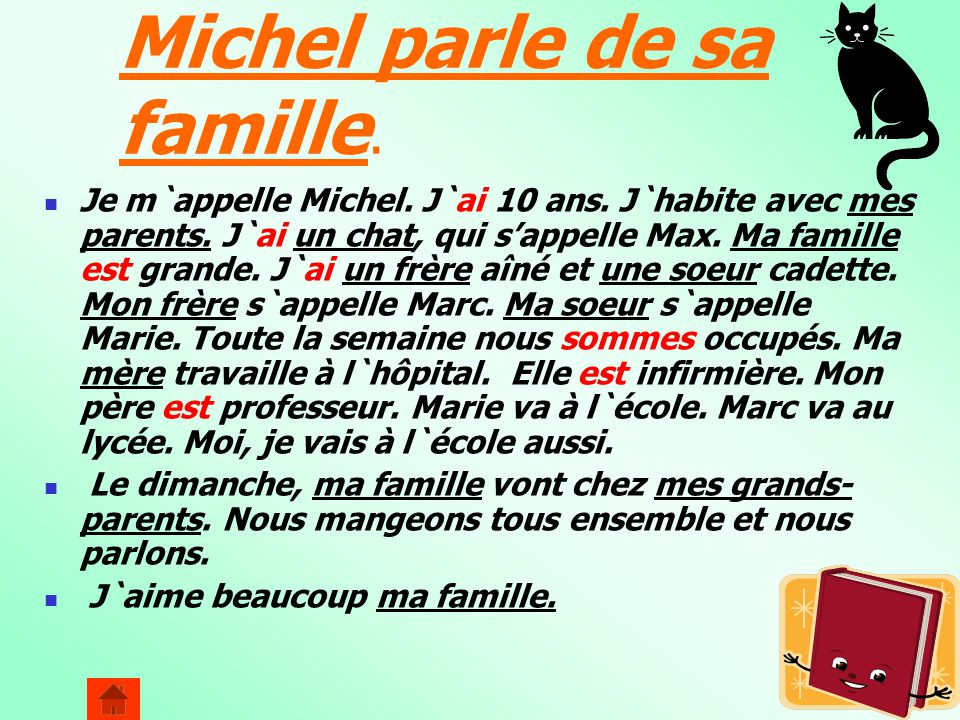 Michel parle de sa
famille.
Je m`appelle Michel. J`ai 10 ans. J`habite avec mes
parents. J`ai un chat, qui s’appelle Max. Ma famille
est grande. J`ai un frère aîné et une soeur cadette.
Mon frère s`appelle Marc. Ma soeur s`appelle
Marie. Toute la semaine nous sommes occupés. Ma
mère travaille à l`hôpital.  Elle est infirmière. Mon
père est professeur. Marie va à l`école. Marc va au
lycée. Moi, je vais à l`école aussi.
Le dimanche, ma famille vont chez mes grands-
parents. Nous mangeons tous ensemble et nous
parlons.
J`aime beaucoup ma famille.